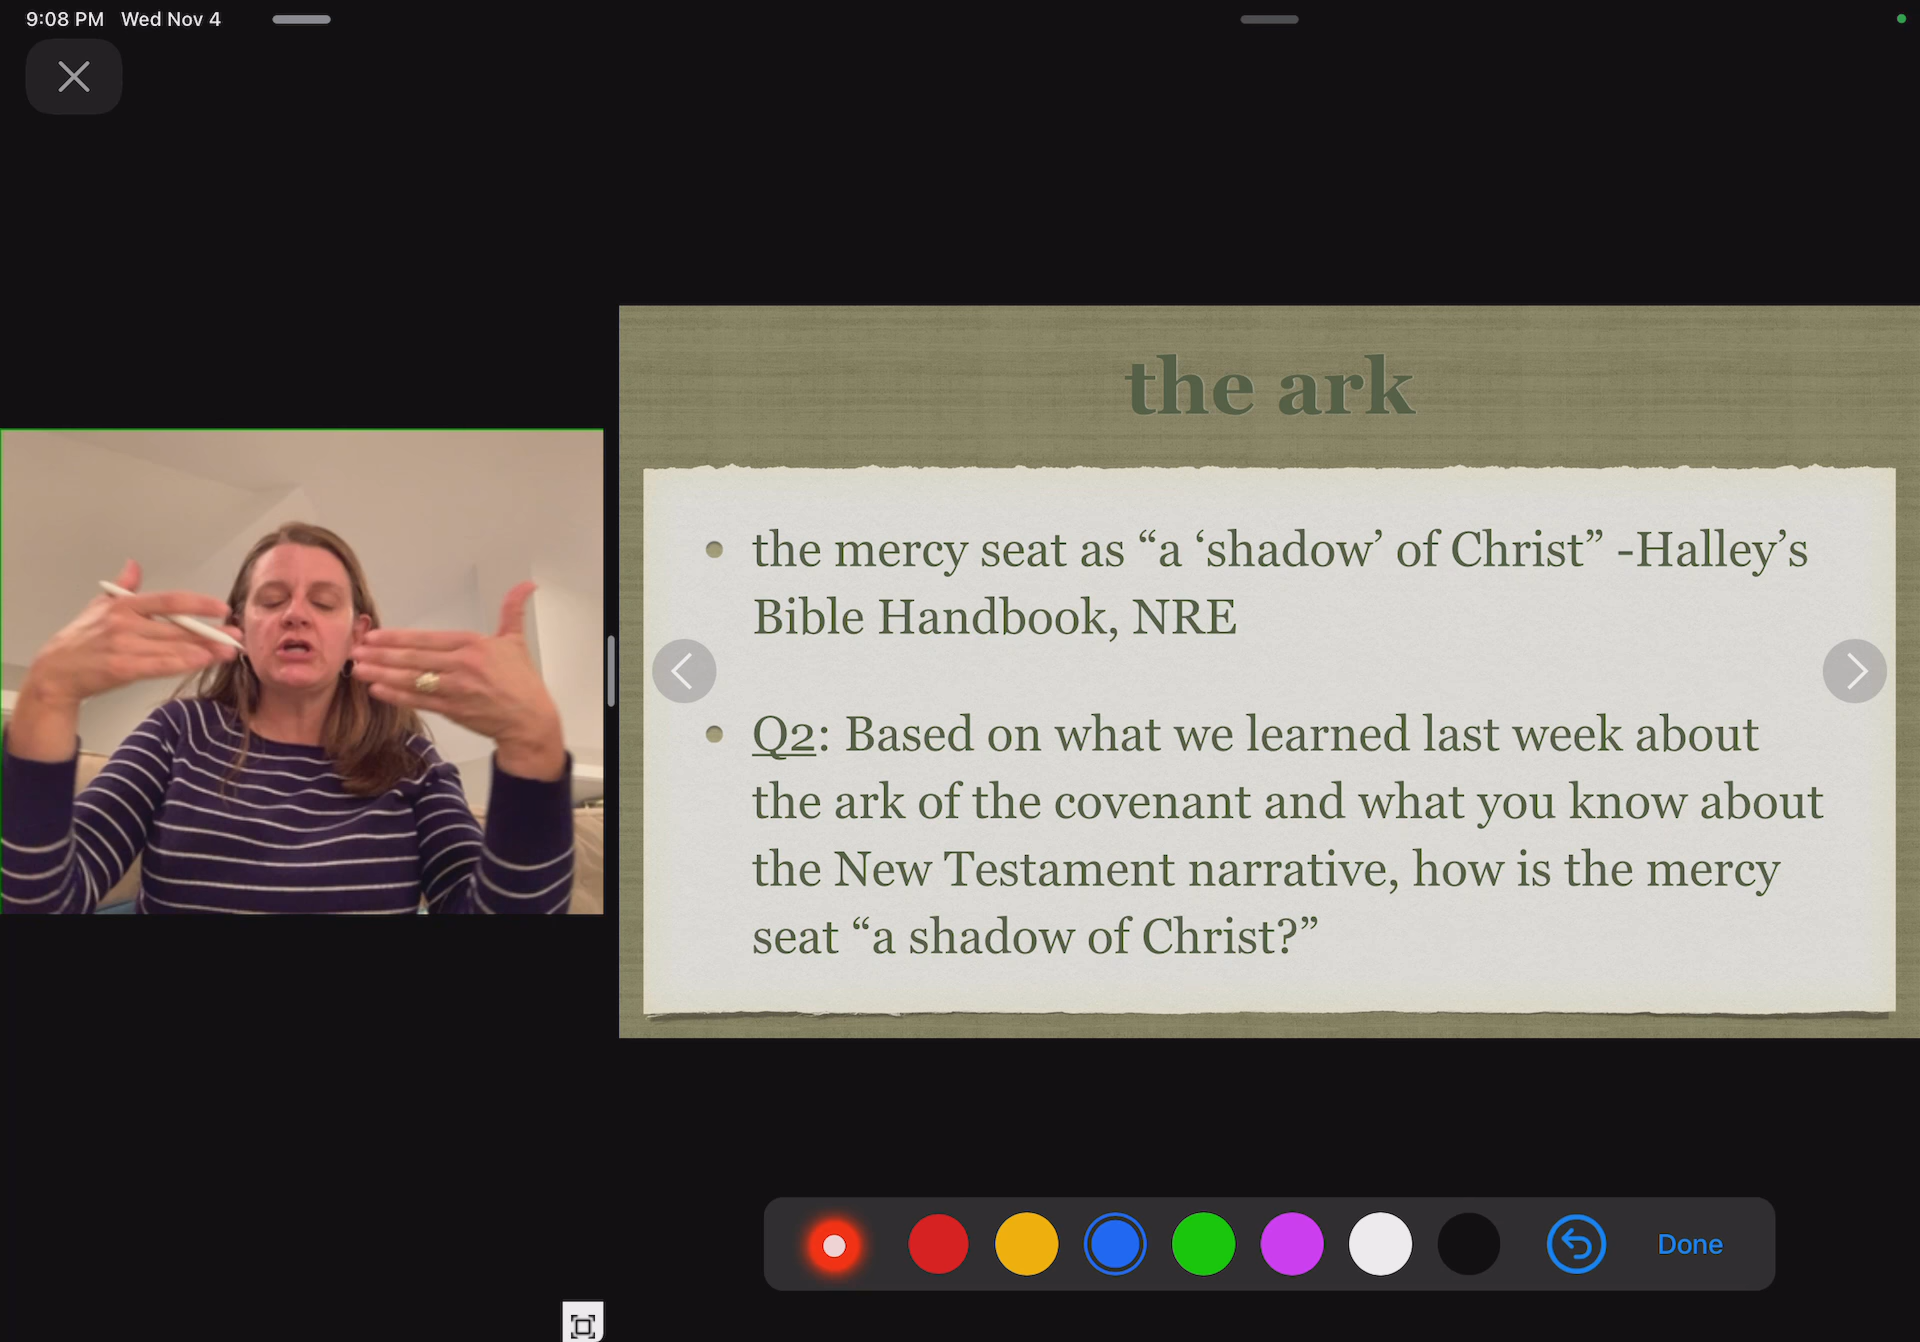 9:08 PM Wed Nov 4
the ark
the mercy seat as “a ‘shadow’ of Christ” -Halley’s
Bible Handbook, NRE
Q2: Based on what we learned last week about
the ark of the covenant and what you know about
the New Testament narrative, how is the mercy
seat “a shadow of Christ?”
Done